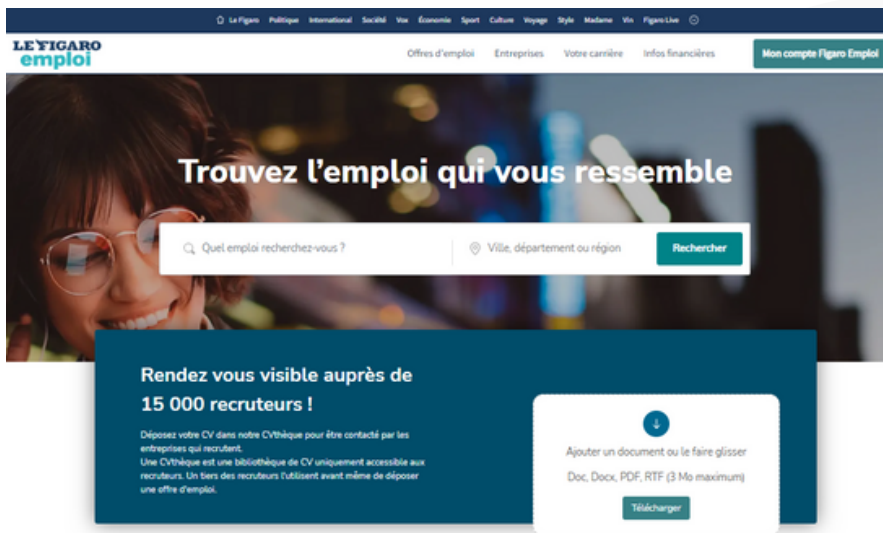 Le Figaro Politique International Société Vox Économie Sport Culture Voyage Style Madame Vin Figaro Live
LE FIGARO
emploi
Offres d'emploi Entreprises Votre carrière Infos financières Mon compte Figaro Emploi
Trouvez l'emploi qui vous ressemble
Quel emploi recherchez-vous ? Ville, département ou région Rechercher
Rendez vous visible auprès de
15 000 recruteurs !
Déposez votre CV dans notre CVthèque pour être contacté par les
entreprises qui recrutent.
Une CVthèque est une bibliothèque de CV uniquement accessible aux
recruteurs. Un tiers des recruteurs l'utilisent avant même de déposer
une offre d'emploi.
Ajouter un document ou le faire glisser
Doc, Docx, PDF, RTF (3 Mo maximum)
Télécharger